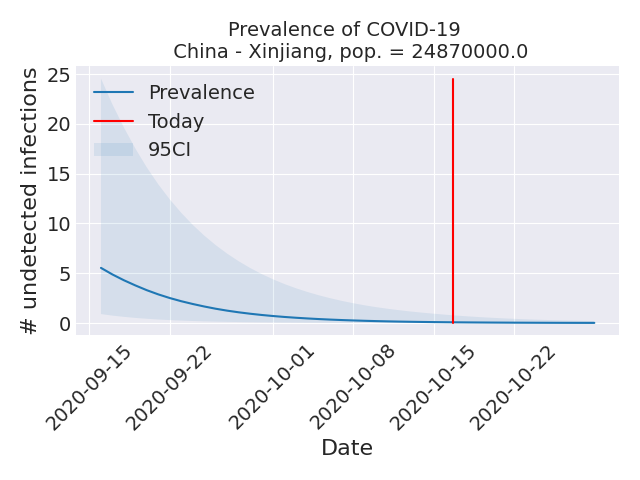 Prevalence of COVID-19
China - Xinjiang, pop. = 24870000.0
# undetected infections
25
20
15
10
5
0
Prevalence
Today
95CI
2020-09-15
2020-09-22
2020-10-01
2020-10-08
2020-10-15
2020-10-22
Date